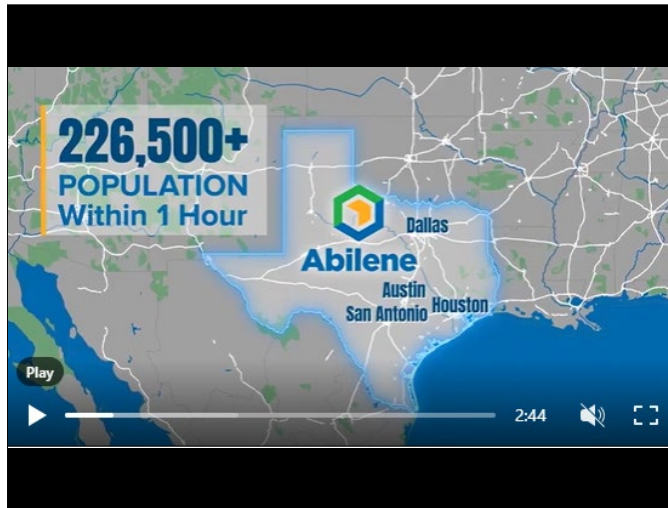 226,500+
POPULATION
Within 1 Hour
Dallas
Abilene
Austin
Houston
San Antonio
Play
2:44